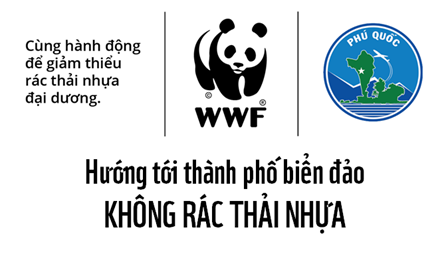 Cùng hành động
để giảm thiểu
rác thải nhựa
đại dương.
©
WWF
®
PHÚ QUỐC
Hướng tới thành phố biển đảo
KHÔNG RÁC THẢI NHỰA